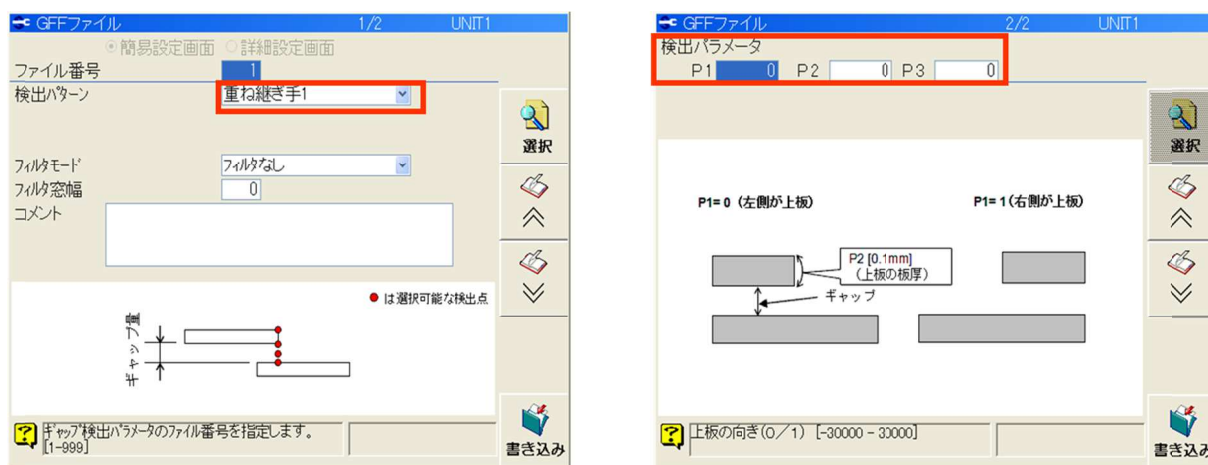 GFFファイル 1/2 UNIT1
簡易設定画面 詳細設定画面
ファイル番号 1
検出パターン 重ね継ぎ手1
フィルタモード フィルタなし
フィルタ窓幅 0
コメント
選択
は選択可能な検出点
ギャップ量
ギャップ検出パラメータのファイル番号を指定します。
[1-999]
書き込み
GFFファイル 2/2 UNIT1
検出パラメータ
P1 0 P2 0 P3 0
選択
P1= 0 (左側が上板) P1= 1(右側が上板)
P2 [0.1mm]
(上板の板厚)
ギャップ
上板の向き(0/1) [-30000 - 30000]
書き込み